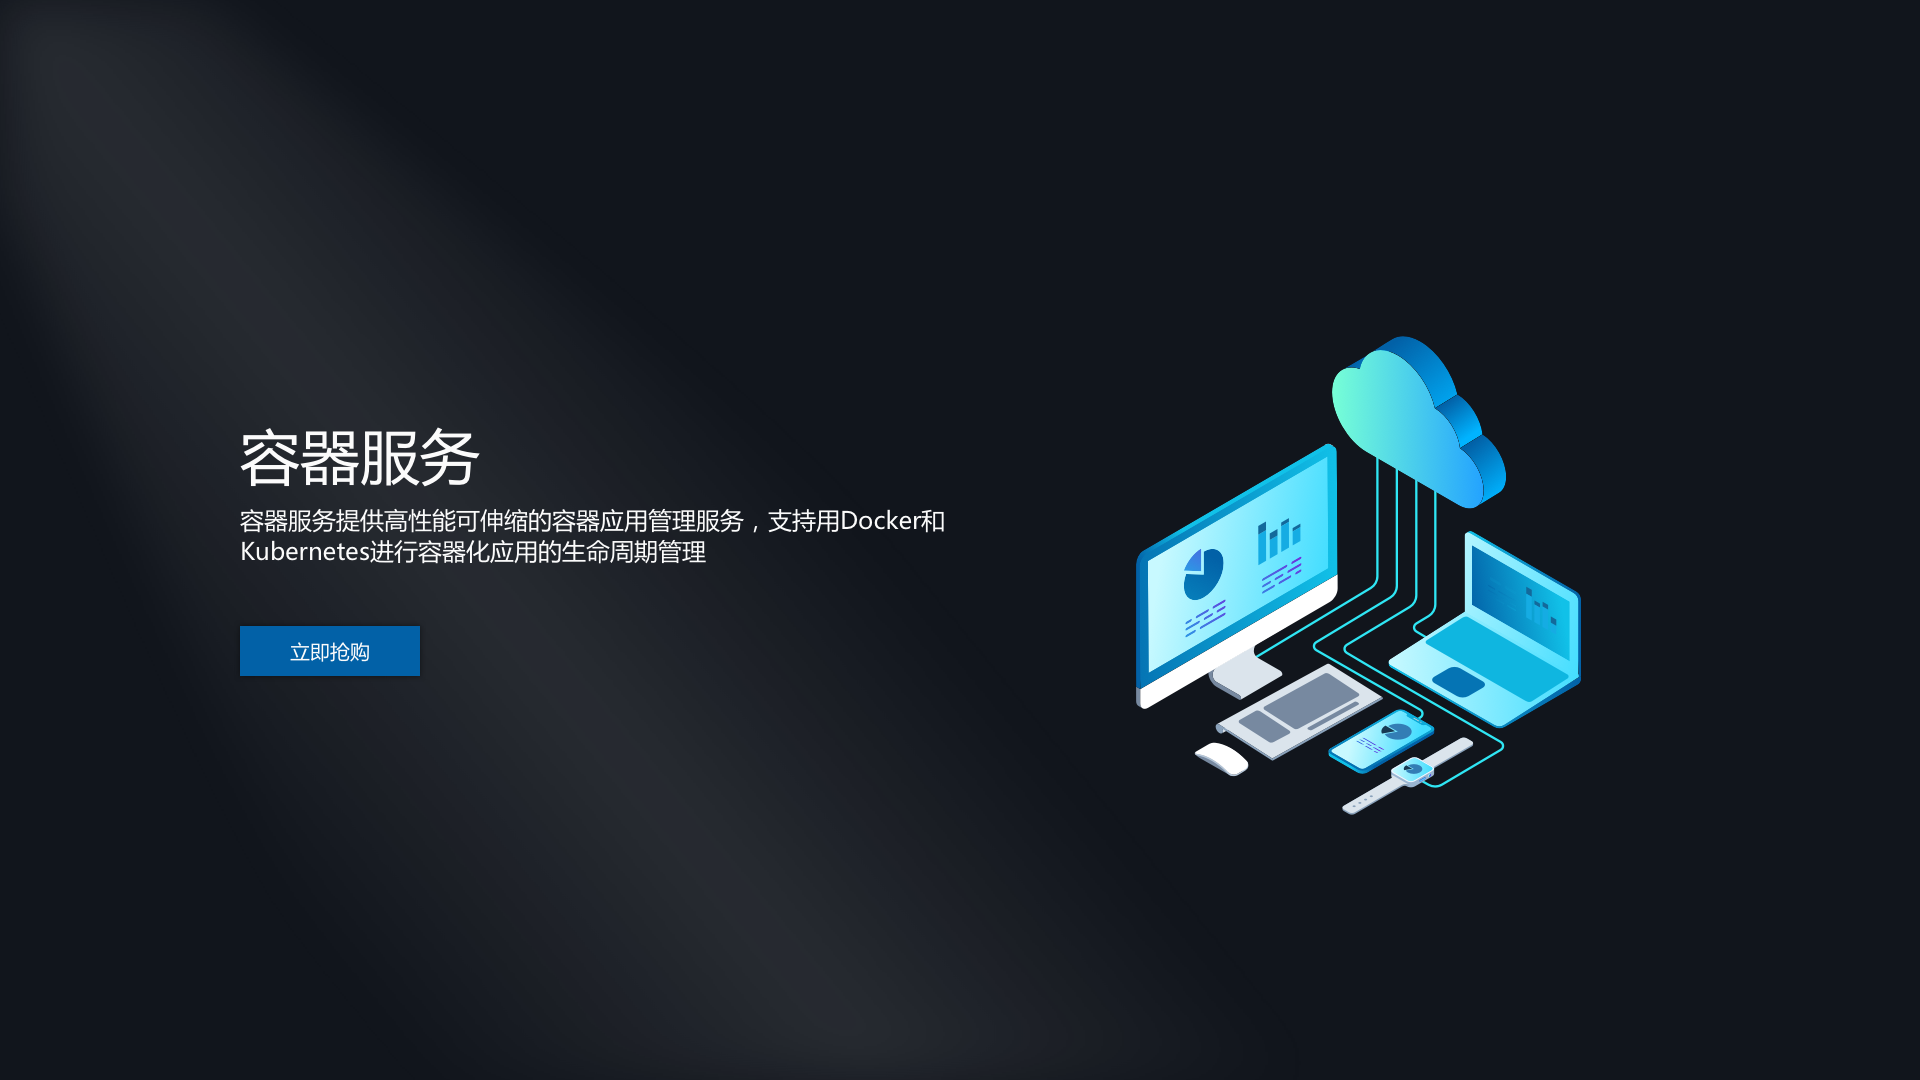 容器服务
容器服务提供高性能可伸缩的容器应用管理服务，支持用Docker和
Kubernetes进行容器化应用的生命周期管理
立即抢购